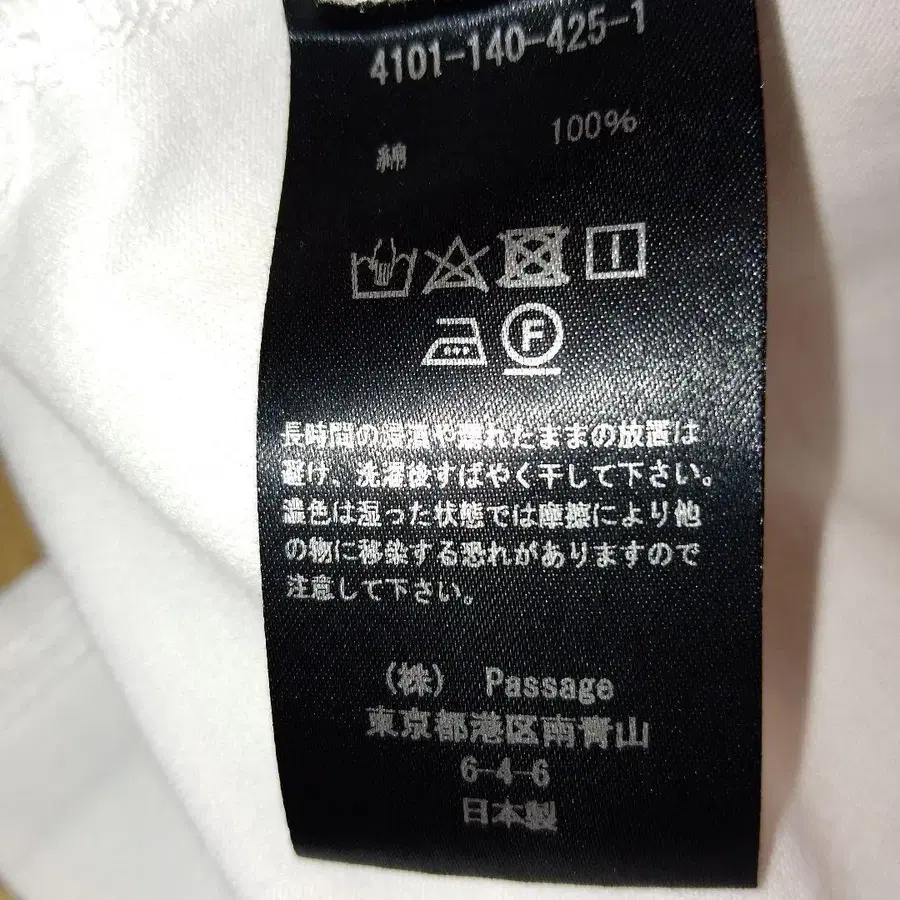 4101-140-425-1
綿 100%
F
長時間の浸漬や濡れたままの放置は
避け、洗濯後すばやく干して下さい。
濃色は湿った状態では摩擦により他
の物に移染する恐れがありますので
注意して下さい。
(株) Passage
東京都港区南青山
6-4-6
日本製